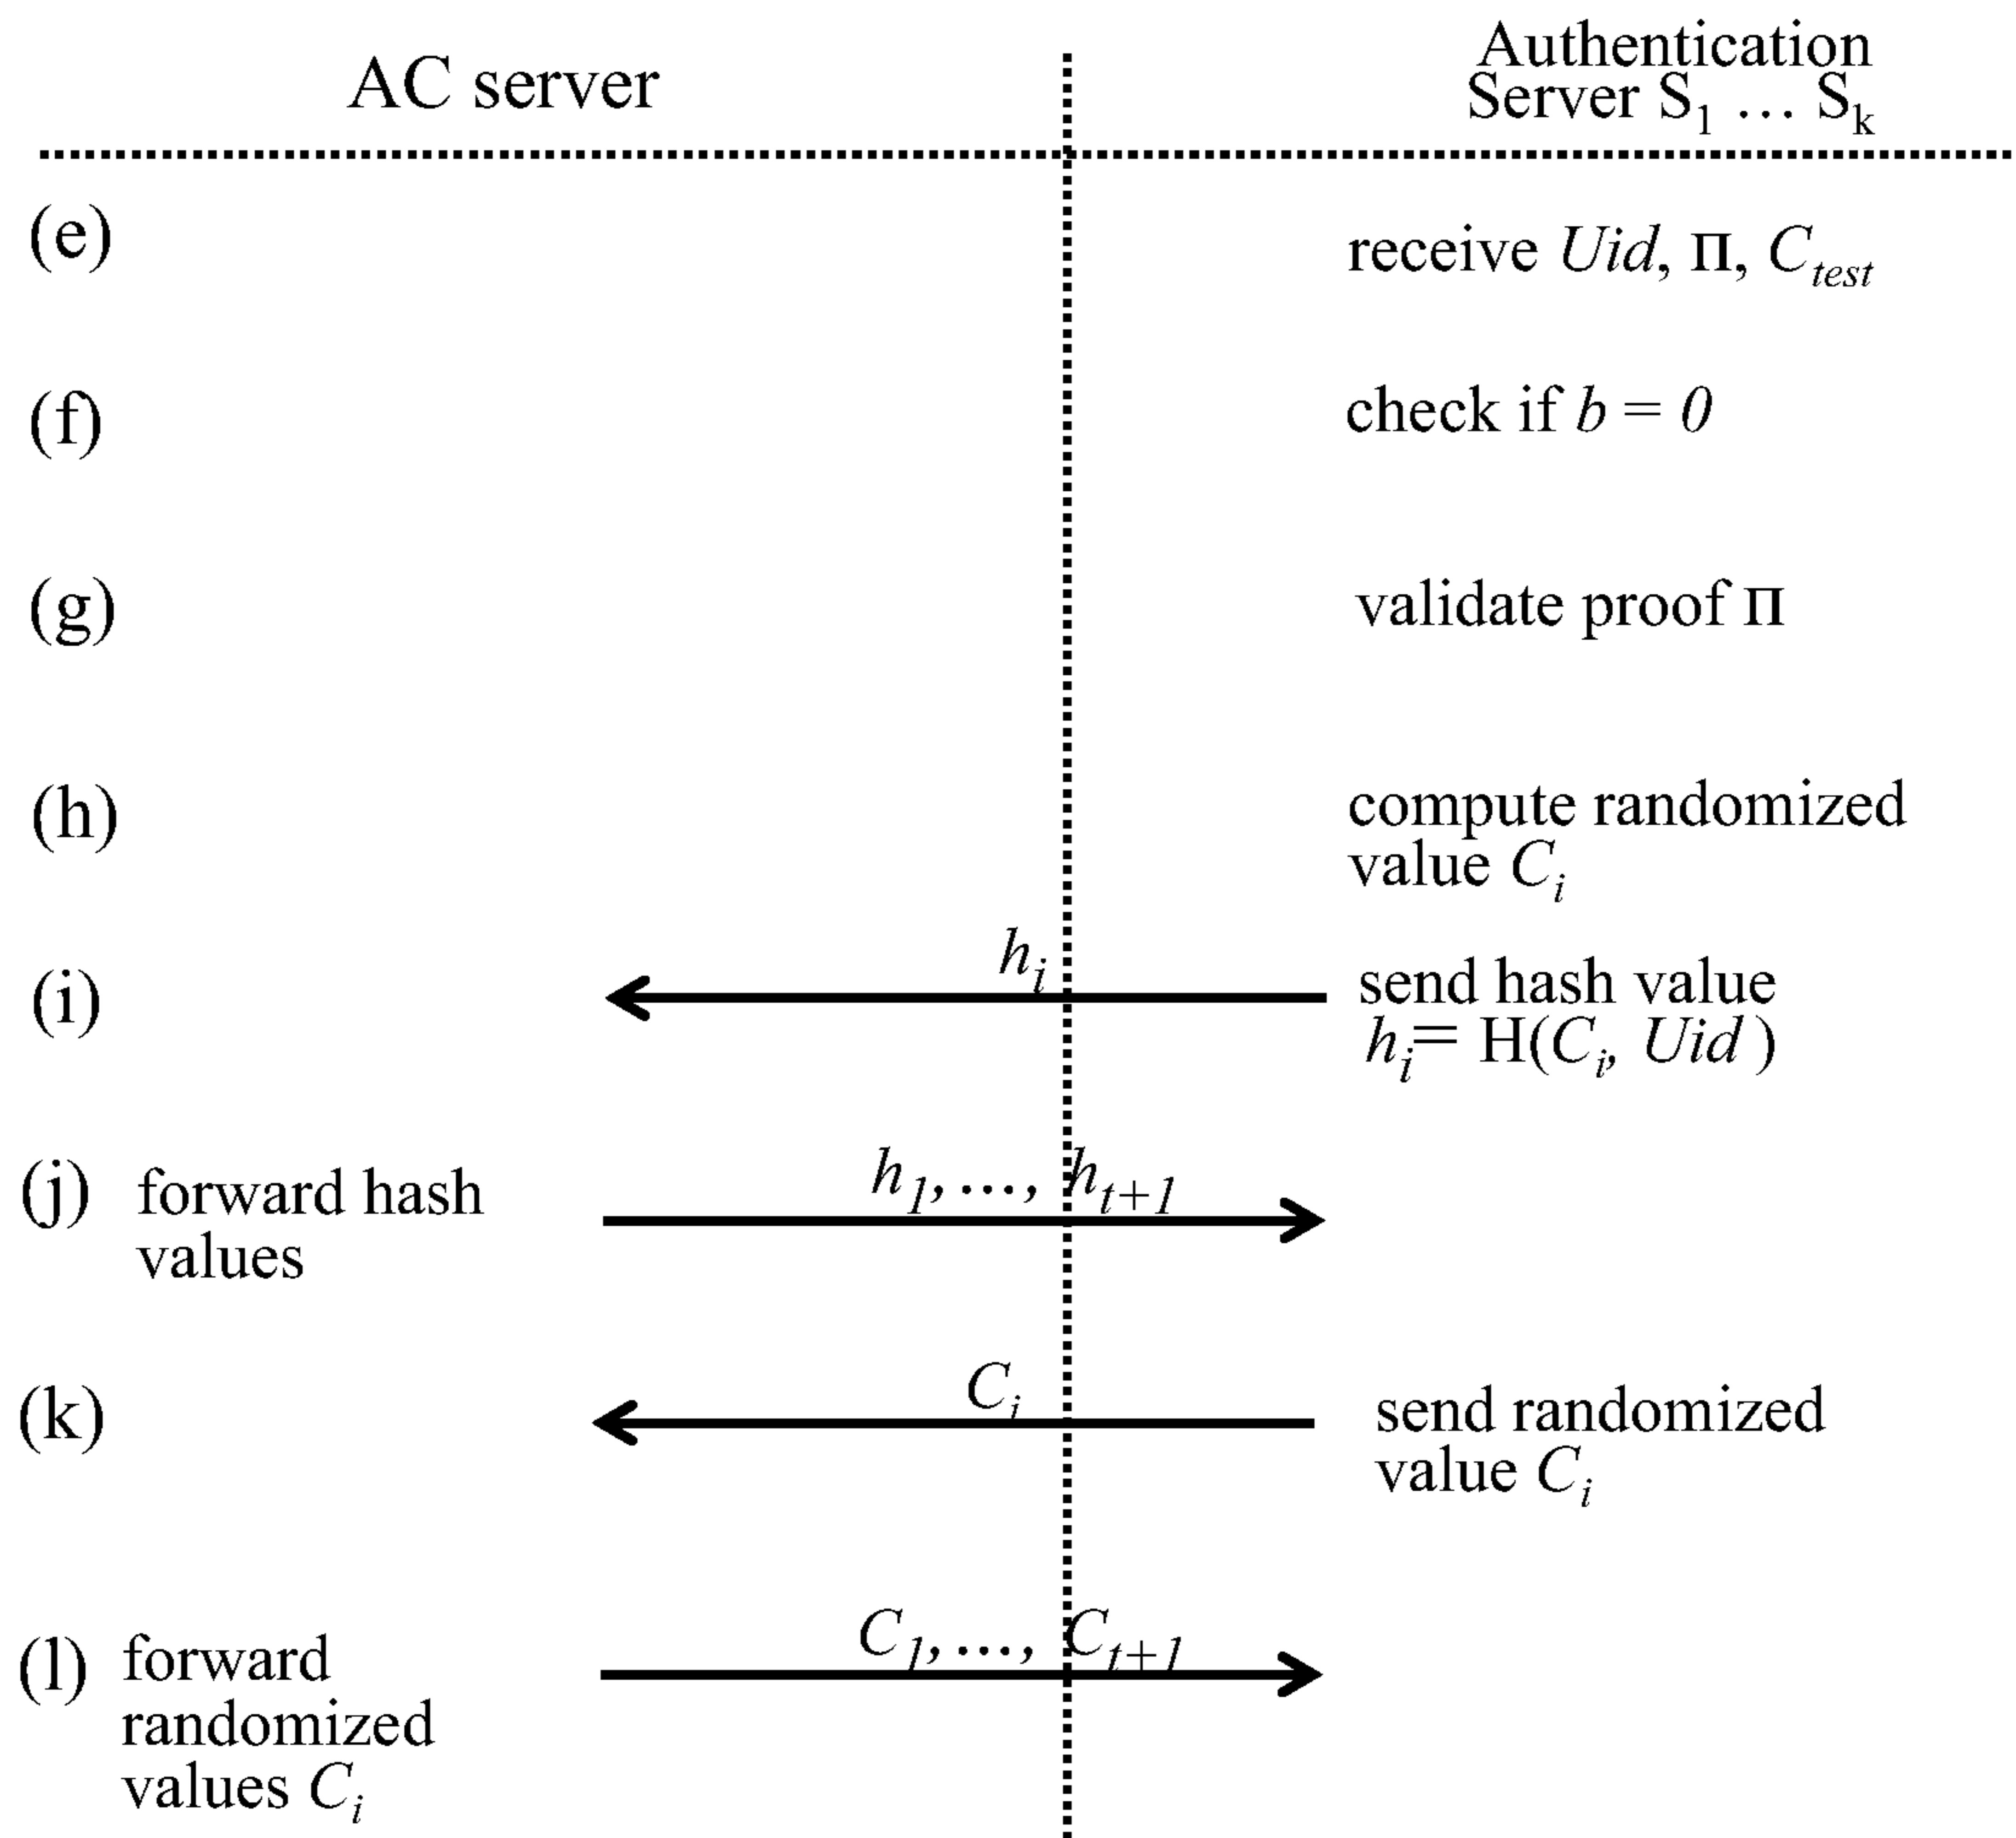 AC server
Authentication
Server S1 … Sk
(e)
receive Uid, π, Ctest
(f)
check if b = 0
(g)
validate proof π
(h)
compute randomized
value Ci
hi
(i)
send hash value
hi= H(Ci, Uid )
(j) forward hash
values
h1,…, ht+1
Ci
(k)
send randomized
value Ci
C1,…, Ct+1
(l) forward
randomized
values Ci